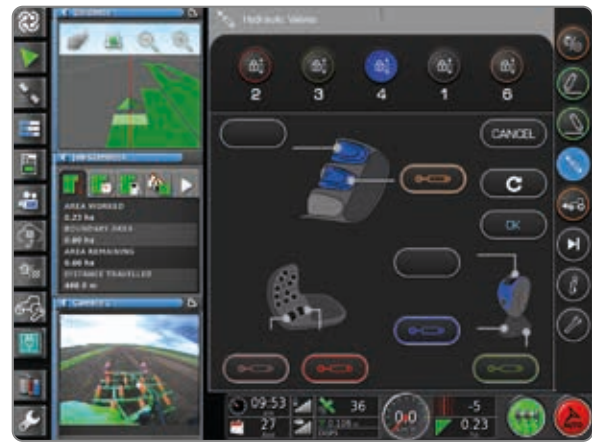 Hydraulic Valves
2 3 4 1 6
CANCEL
OK
AREA WORKED
0.23 ha
BOUNDARY AREA
0.00 ha
AREA REMAINING
0.00 ha
DISTANCE TRAVELLED
09:53
36
27
0.0
-5
0.23